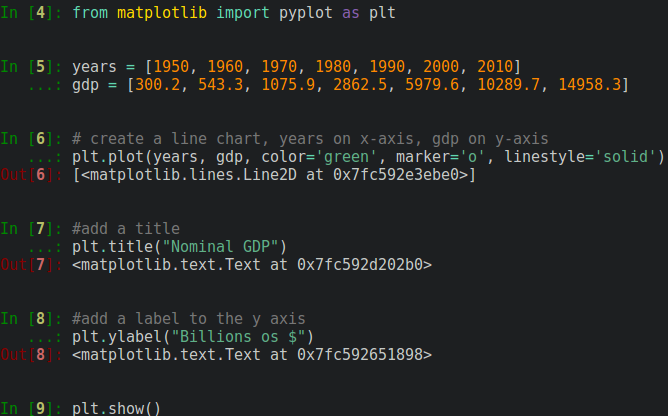 In [4]: from matplotlib import pyplot as plt
In [5]: years = [1950, 1960, 1970, 1980, 1990, 2000, 2010]
...: gdp = [300.2, 543.3, 1075.9, 2862.5, 5979.6, 10289.7, 14958.3]
In [6]: # create a line chart, years on x-axis, gdp on y-axis
...: plt.plot(years, gdp, color='green', marker='o', linestyle='solid')
Out[6]: [<matplotlib.lines.Line2D at 0x7fc592e3ebe0>]
In [7]: #add a title
...: plt.title("Nominal GDP")
Out[7]: <matplotlib.text.Text at 0x7fc592d202b0>
In [8]: #add a label to the y axis
...: plt.ylabel("Billions os $")
Out[8]: <matplotlib.text.Text at 0x7fc592651898>
In [9]: plt.show()